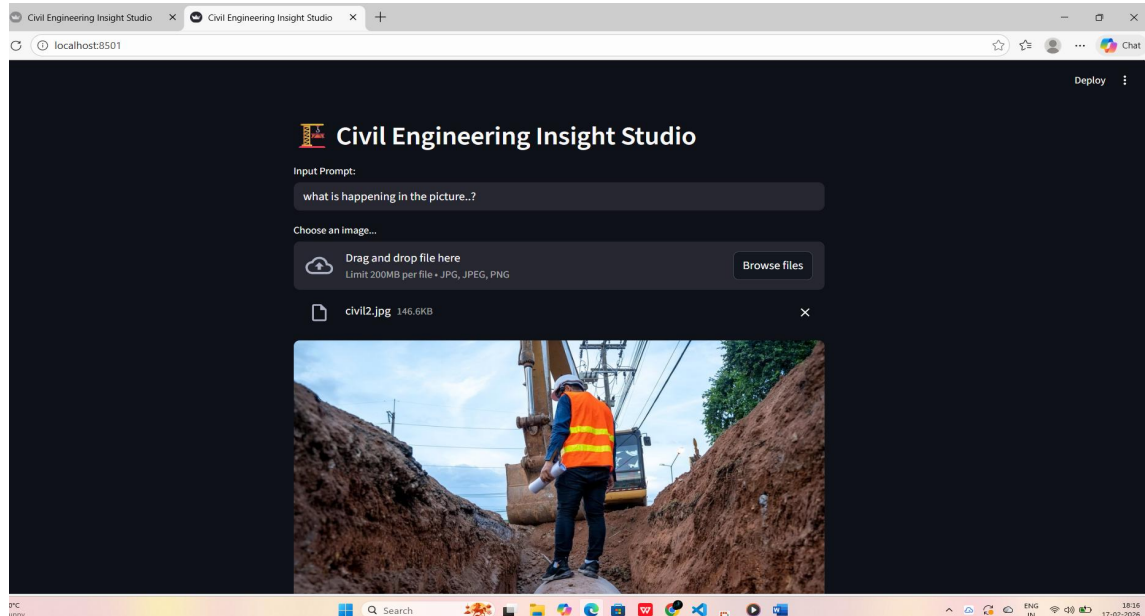 Civil Engineering Insight Studio
Civil Engineering Insight Studio
localhost:8501
Chat
Deploy
Civil Engineering Insight Studio
Input Prompt:
what is happening in the picture..?
Choose an image...
Drag and drop file here
Limit 200MB per file • JPG, JPEG, PNG
Browse files
civil2.jpg 146.6KB
Search
ENG
IN
18:16
17-02-2026